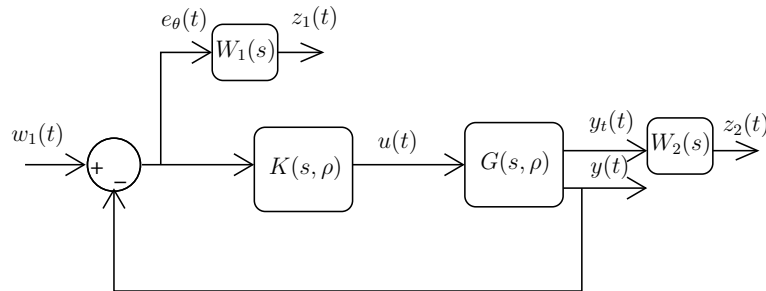 e_θ(t)
z_1(t)
W_1(s)
w_1(t)
+
−
K(s, ρ)
u(t)
G(s, ρ)
y_t(t)
y(t)
W_2(s)
z_2(t)